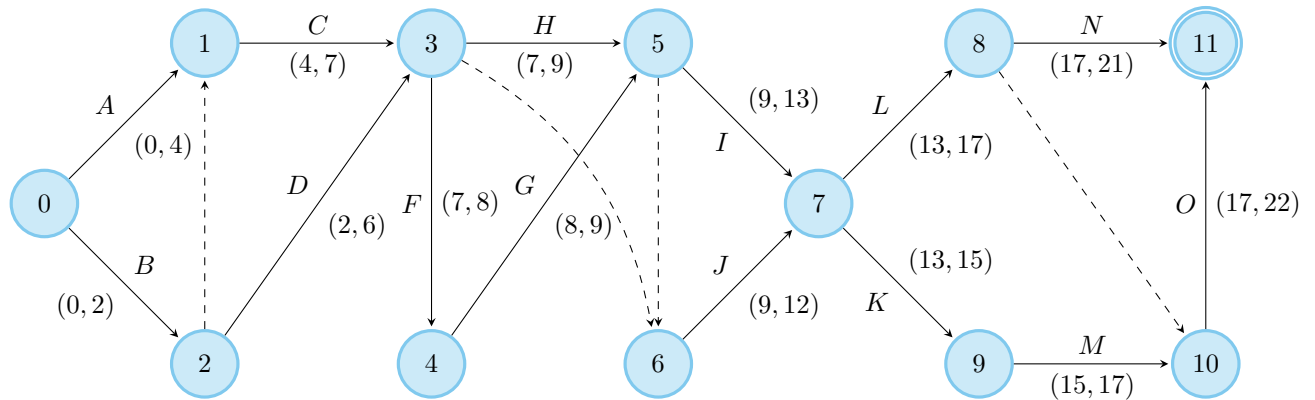 1 C 3 H 5 8 N 11
(4, 7) (7, 9) (17, 21)
A (9, 13) L
(0, 4) I (13, 17)
0 D F (7, 8) G 7 O (17, 22)
(2, 6) (8, 9)
B J (13, 15)
(0, 2) (9, 12) K
2 4 6 9 M 10
(15, 17)